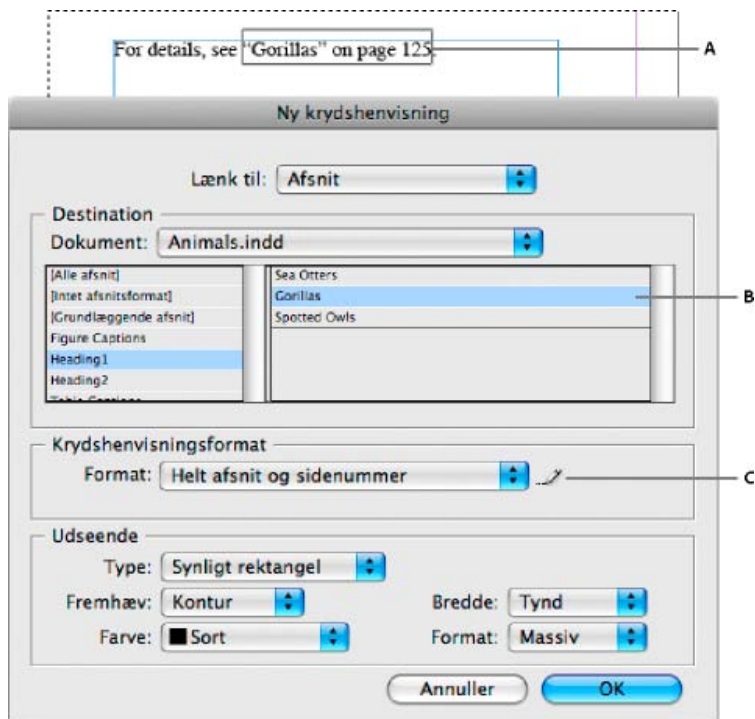 For details, see “Gorillas” on page 125.
A
Ny krydshenvisning
Lænk til: Afsnit
Destination
Dokument: Animals.indd
[Alle afsnit]
[Intet afsnitsformat]
[Grundlæggende afsnit]
Figure Captions
Heading1
Heading2
Table Captions
Sea Otters
Gorillas
Spotted Owls
B
Krydshenvisningsformat
Format: Helt afsnit og sidenummer
C
Udseende
Type: Synligt rektangel
Fremhæv: Kontur
Bredde: Tynd
Farve: Sort
Format: Massiv
Annuller
OK